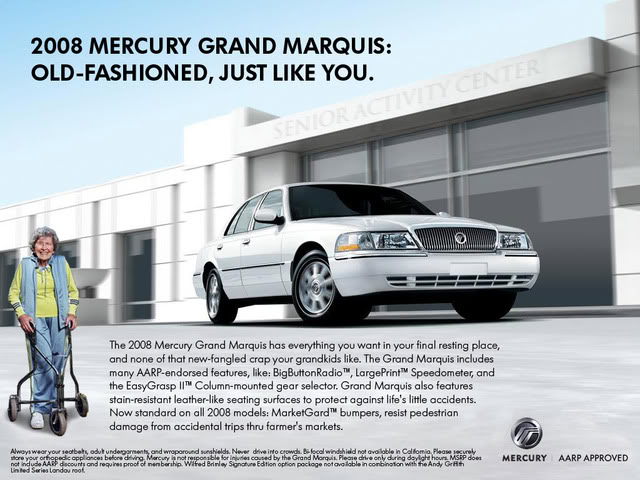 2008 MERCURY GRAND MARQUIS:
OLD-FASHIONED, JUST LIKE YOU.
SENIOR ACTIVITY CENTER
The 2008 Mercury Grand Marquis has everything you want in your final resting place,
and none of that new-fangled crap your grandkids like. The Grand Marquis includes
many AARP-endorsed features, like: BigButtonRadio™, LargePrint™ Speedometer, and
the EasyGrasp II™ Column-mounted gear selector. Grand Marquis also features
stain-resistant leather-like seating surfaces to protect against life's little accidents.
Now standard on all 2008 models: MarketGard™ bumpers, resist pedestrian
damage from accidental trips thru farmer's markets.
MERCURY | AARP APPROVED
Always wear your seatbelts, adult undergarments, and wraparound sunshields. Never drive into crowds. Bi-focal windshield not available in California. Please securely
store your orthopedic appliances before driving. Mercury is not responsible for injuries caused by the Grand Marquis. Please drive only during daylight hours. MSRP does
not include AARP discounts and requires proof of membership. Wilfred Brimley Signature Edition option package not available in combination with the Andy Griffith
Limited Series Landau roof.